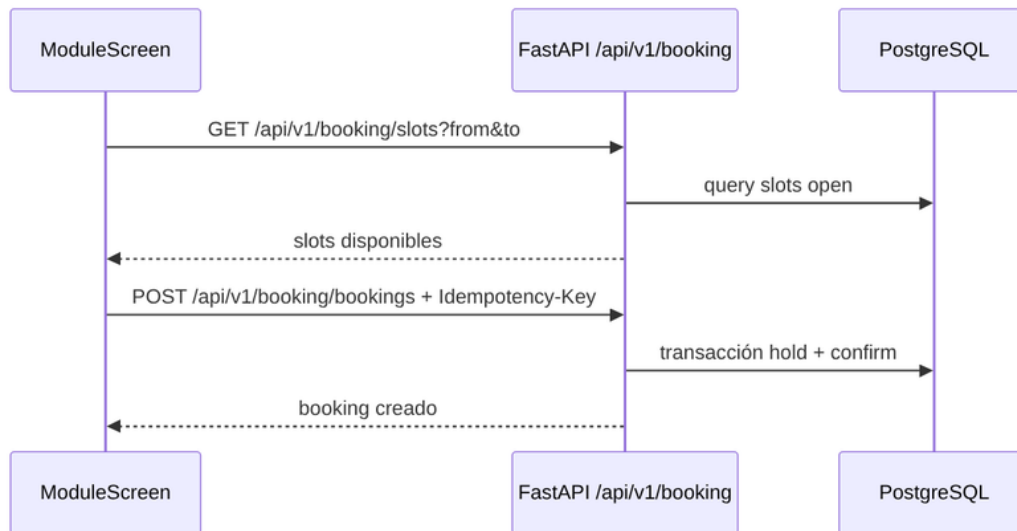 ModuleScreen
FastAPI /api/v1/booking
PostgreSQL
GET /api/v1/booking/slots?from&to
query slots open
slots disponibles
POST /api/v1/booking/bookings + Idempotency-Key
transacción hold + confirm
booking creado
ModuleScreen
FastAPI /api/v1/booking
PostgreSQL